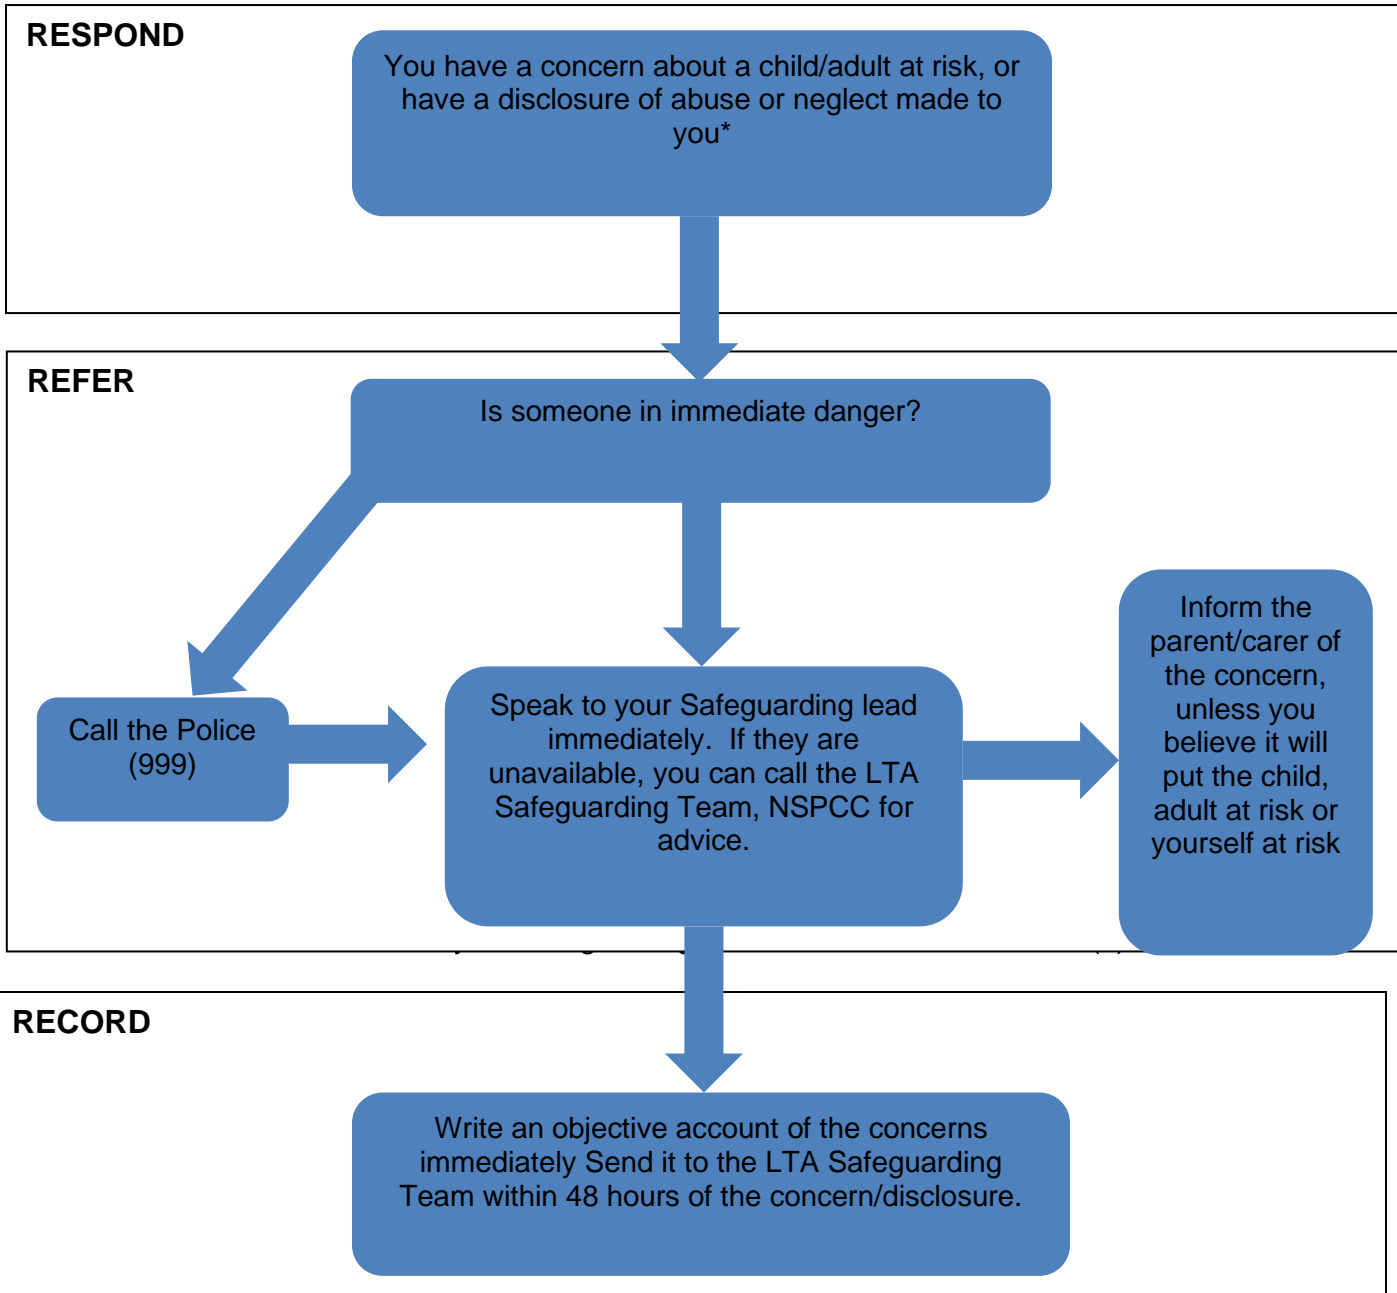 RESPOND
You have a concern about a child/adult at risk, or
have a disclosure of abuse or neglect made to
you*
REFER
Is someone in immediate danger?
Call the Police
(999)
Speak to your Safeguarding lead
immediately.  If they are
unavailable, you can call the LTA
Safeguarding Team, NSPCC for
advice.
Inform the
parent/carer of
the concern,
unless you
believe it will
put the child,
adult at risk or
yourself at risk
RECORD
Write an objective account of the concerns
immediately Send it to the LTA Safeguarding
Team within 48 hours of the concern/disclosure.